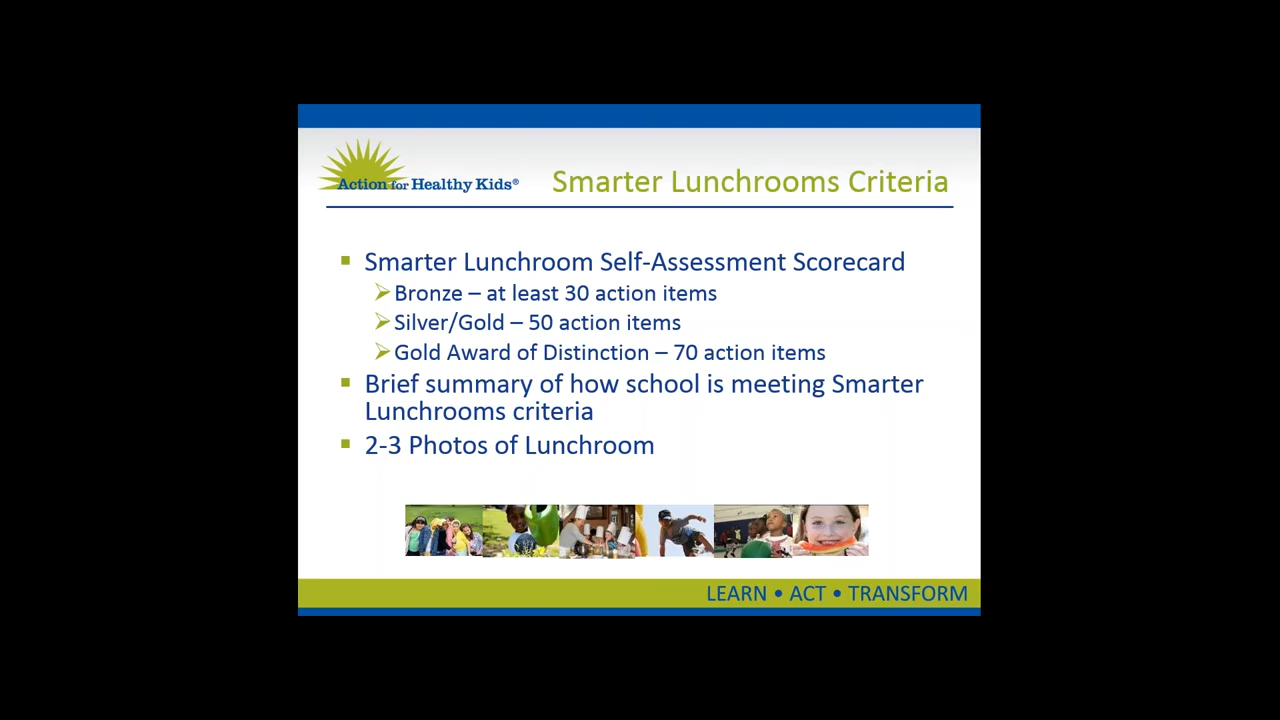 Action for Healthy Kids®
Smarter Lunchrooms Criteria
Smarter Lunchroom Self-Assessment Scorecard
Bronze – at least 30 action items
Silver/Gold – 50 action items
Gold Award of Distinction – 70 action items
Brief summary of how school is meeting Smarter
Lunchrooms criteria
2-3 Photos of Lunchroom
LEARN • ACT • TRANSFORM